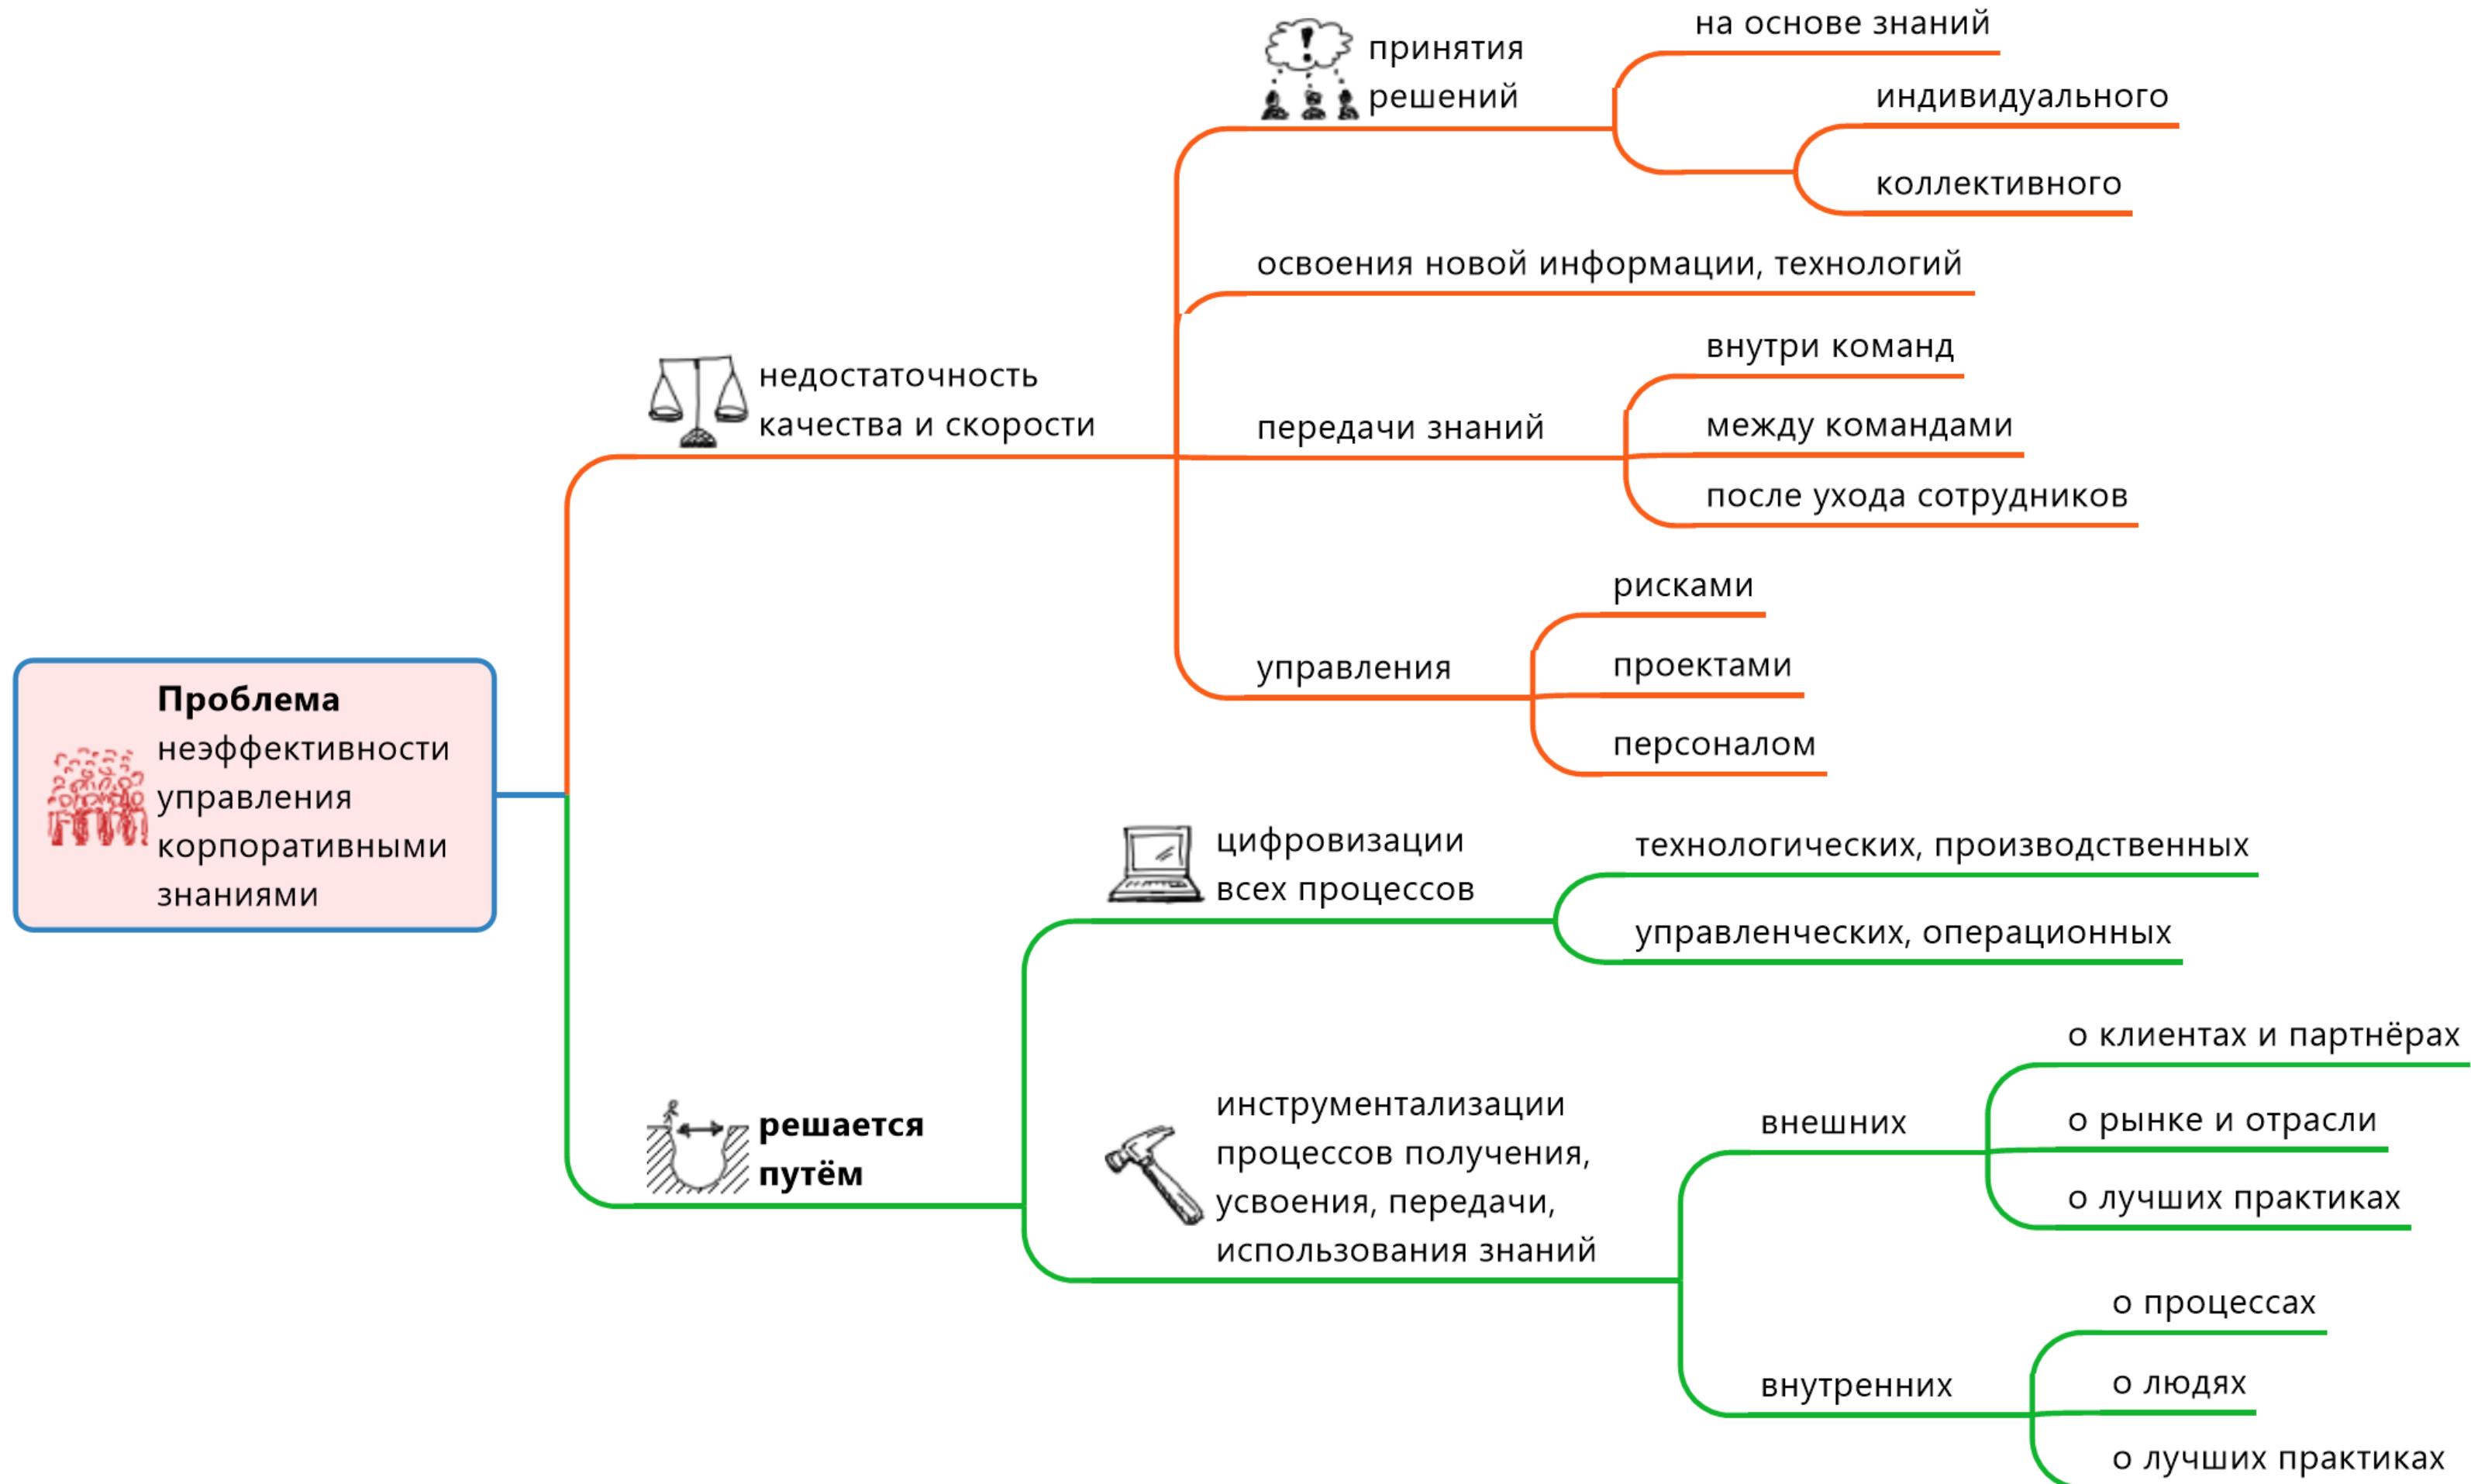 Проблема
неэффективности
управления
корпоративными
знаниями
недостаточность
качества и скорости
принятия
решений
на основе знаний
индивидуального
коллективного
освоения новой информации, технологий
передачи знаний
внутри команд
между командами
после ухода сотрудников
управления
рисками
проектами
персоналом
решается
путём
цифровизации
всех процессов
технологических, производственных
управленческих, операционных
инструментализации
процессов получения,
усвоения, передачи,
использования знаний
внешних
о клиентах и партнёрах
о рынке и отрасли
о лучших практиках
внутренних
о процессах
о людях
о лучших практиках